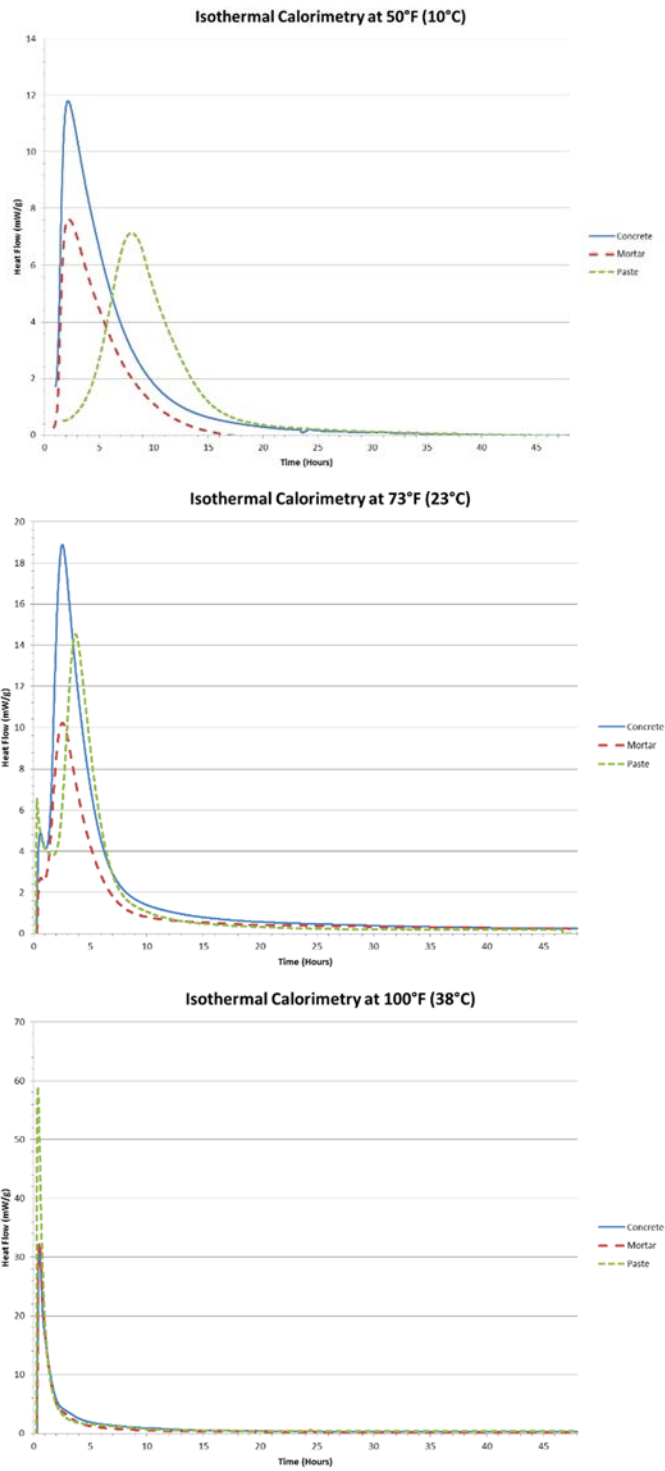 Isothermal Calorimetry at 50°F (10°C)
14
12
10
8
6
4
2
0
Heat Flow (mW/g)
0 5 10 15 20 25 30 35 40 45
Time (Hours)
Concrete
Mortar
Paste
Isothermal Calorimetry at 73°F (23°C)
20
18
16
14
12
10
8
6
4
2
0
Heat Flow (mW/g)
0 5 10 15 20 25 30 35 40 45
Time (Hours)
Concrete
Mortar
Paste
Isothermal Calorimetry at 100°F (38°C)
70
60
50
40
30
20
10
0
Heat Flow (mW/g)
0 5 10 15 20 25 30 35 40 45
Time (Hours)
Concrete
Mortar
Paste